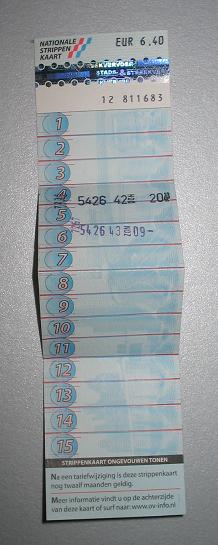 NATIONALE
STRIPPEN
KAART
EUR 6.40
STREEKVERVOER
STADS- & STREEKVERVOER
12 811683
1
2
3
4
5426 42
208
5
6
5426 43
09-
7
8
9
10
11
12
13
14
15
STRIPPENKAART ONGEVOUWEN TONEN
Na een tariefwijziging is deze strippenkaart
nog twaalf maanden geldig.
Meer informatie vindt u op de achterzijde
van deze kaart of surf naar: www.ov-info.nl